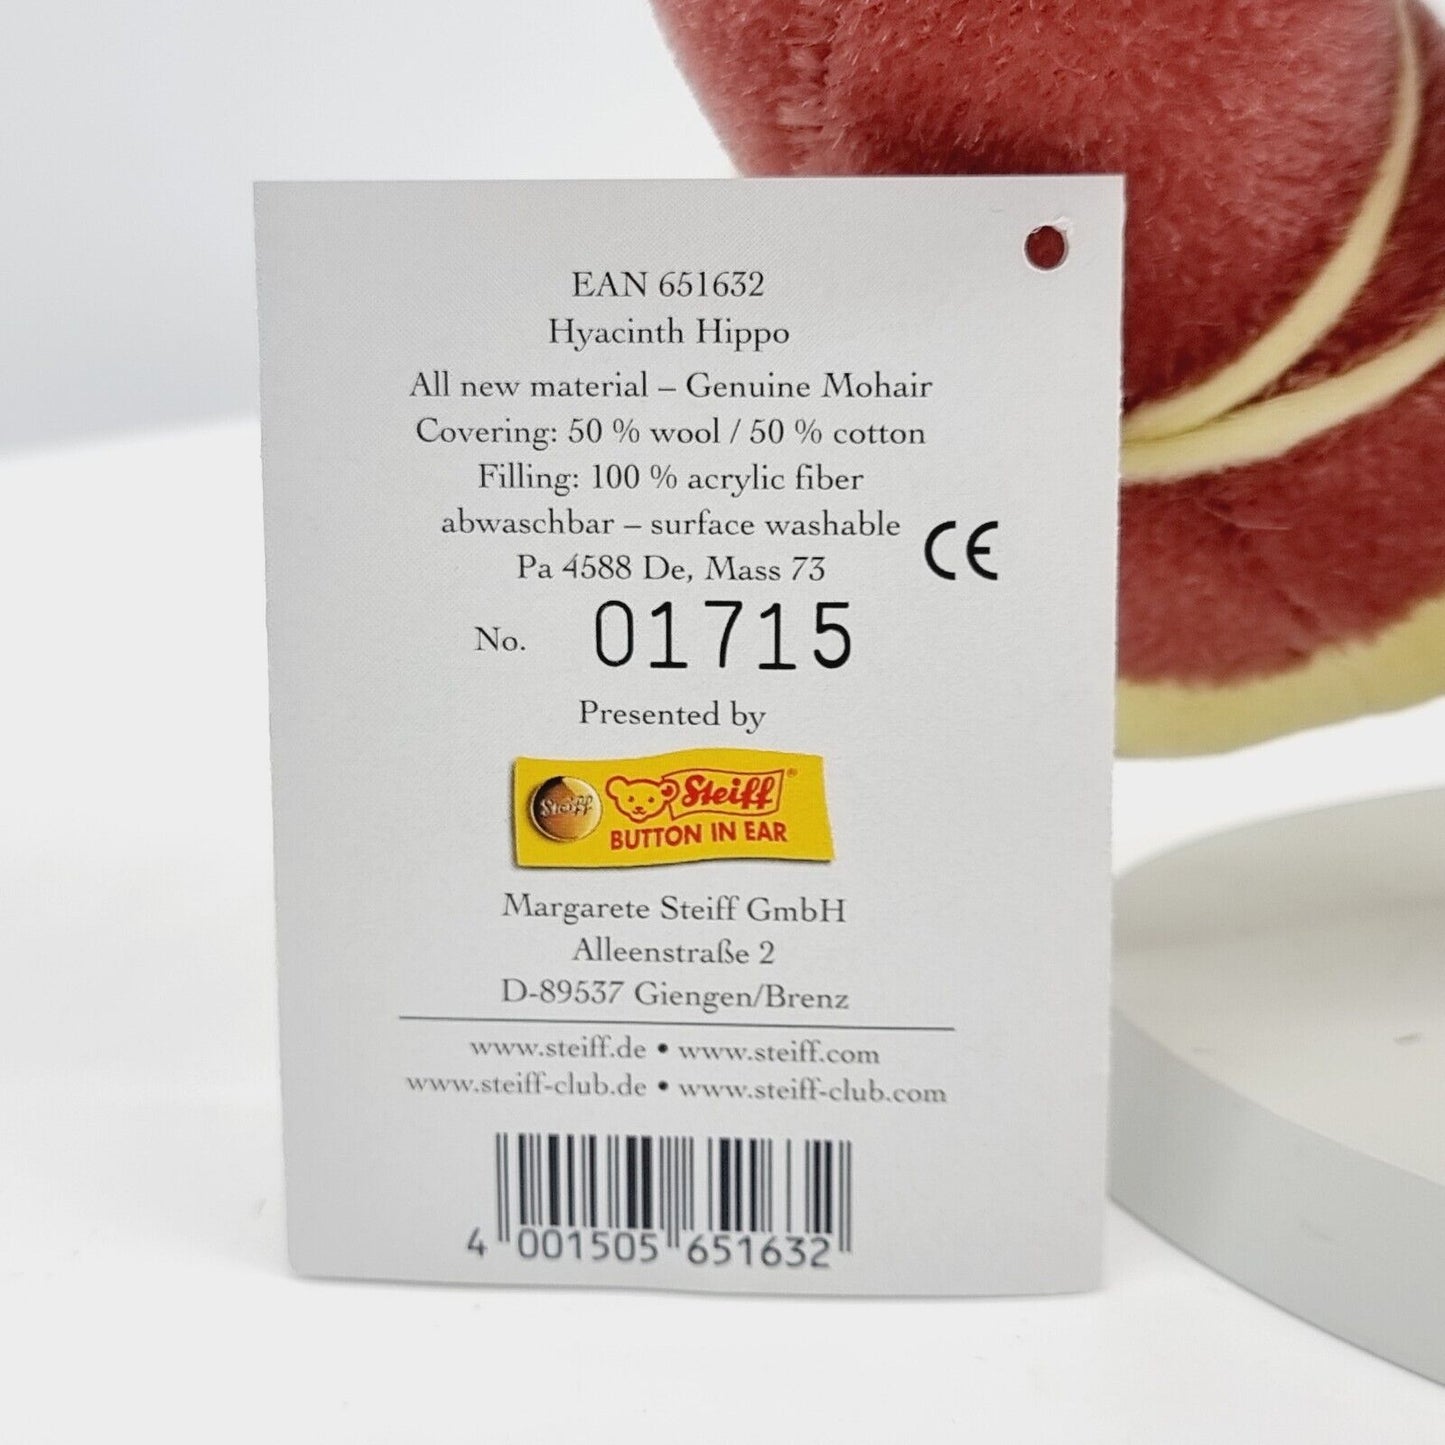 EAN 651632
Hyacinth Hippo
All new material – Genuine Mohair
Covering: 50 % wool / 50 % cotton
Filling: 100 % acrylic fiber
abwaschbar – surface washable
CE
Pa 4588 De, Mass 73
No. 01715
Presented by
Steiff Steiff®
BUTTON IN EAR
Margarete Steiff GmbH
Alleenstraße 2
D-89537 Giengen/Brenz
www.steiff.de • www.steiff.com
www.steiff-club.de • www.steiff-club.com
4 001505 651632